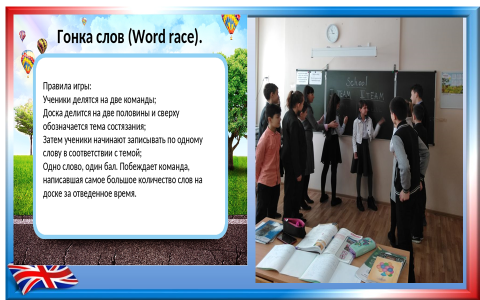 Гонка слов (Word race).
Правила игры:
Ученики делятся на две команды;
Доска делится на две половины и сверху
обозначается тема состязания;
Затем ученики начинают записывать по одному
слову в соответствии с темой;
Одно слово, один бал. Побеждает команда,
написавшая самое большое количество слов на
доске за отведенное время.
School
TEAM